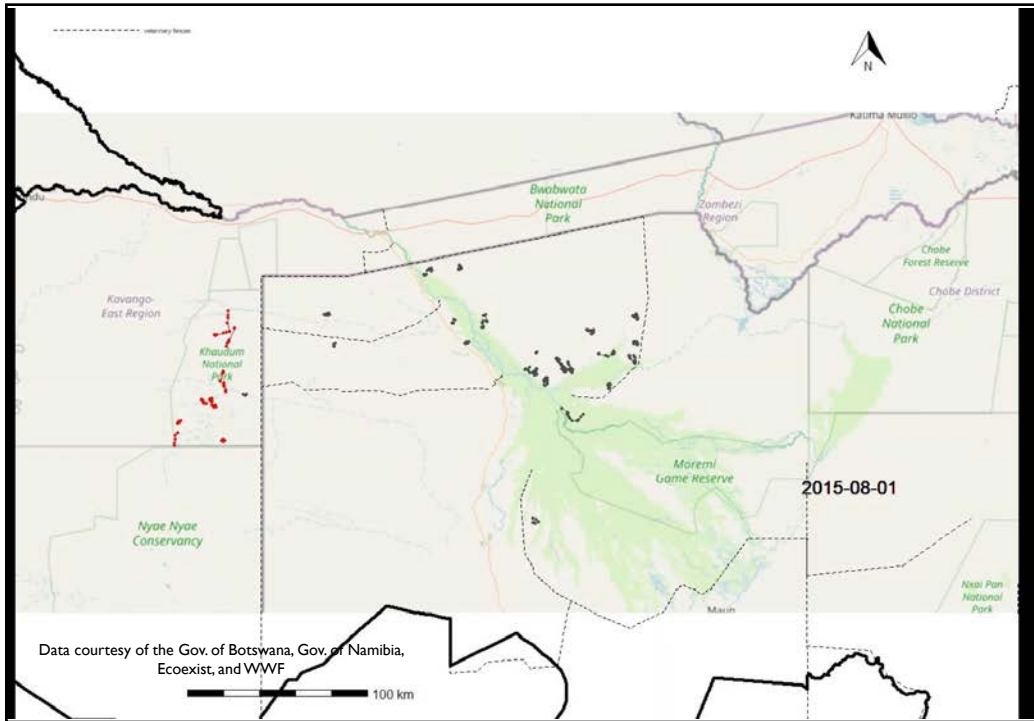 veterinary fences
N
Katima Mulilo
ndu
Bwabwata
National
Park
Zambezi
Region
Chobe
Forest Reserve
Chobe District
Kavango-
East Region
Chobe
National
Park
Khaudum
National
Park
Moremi
Game Reserve
2015-08-01
Nyae Nyae
Conservancy
Nxai Pan
National
Park
Maun
Data courtesy of the Gov. of Botswana, Gov. of Namibia,
Ecoexist, and WWF
100 km